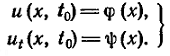 u (x, t₀) = φ (x),
uₜ (x, t₀) = ψ (x).